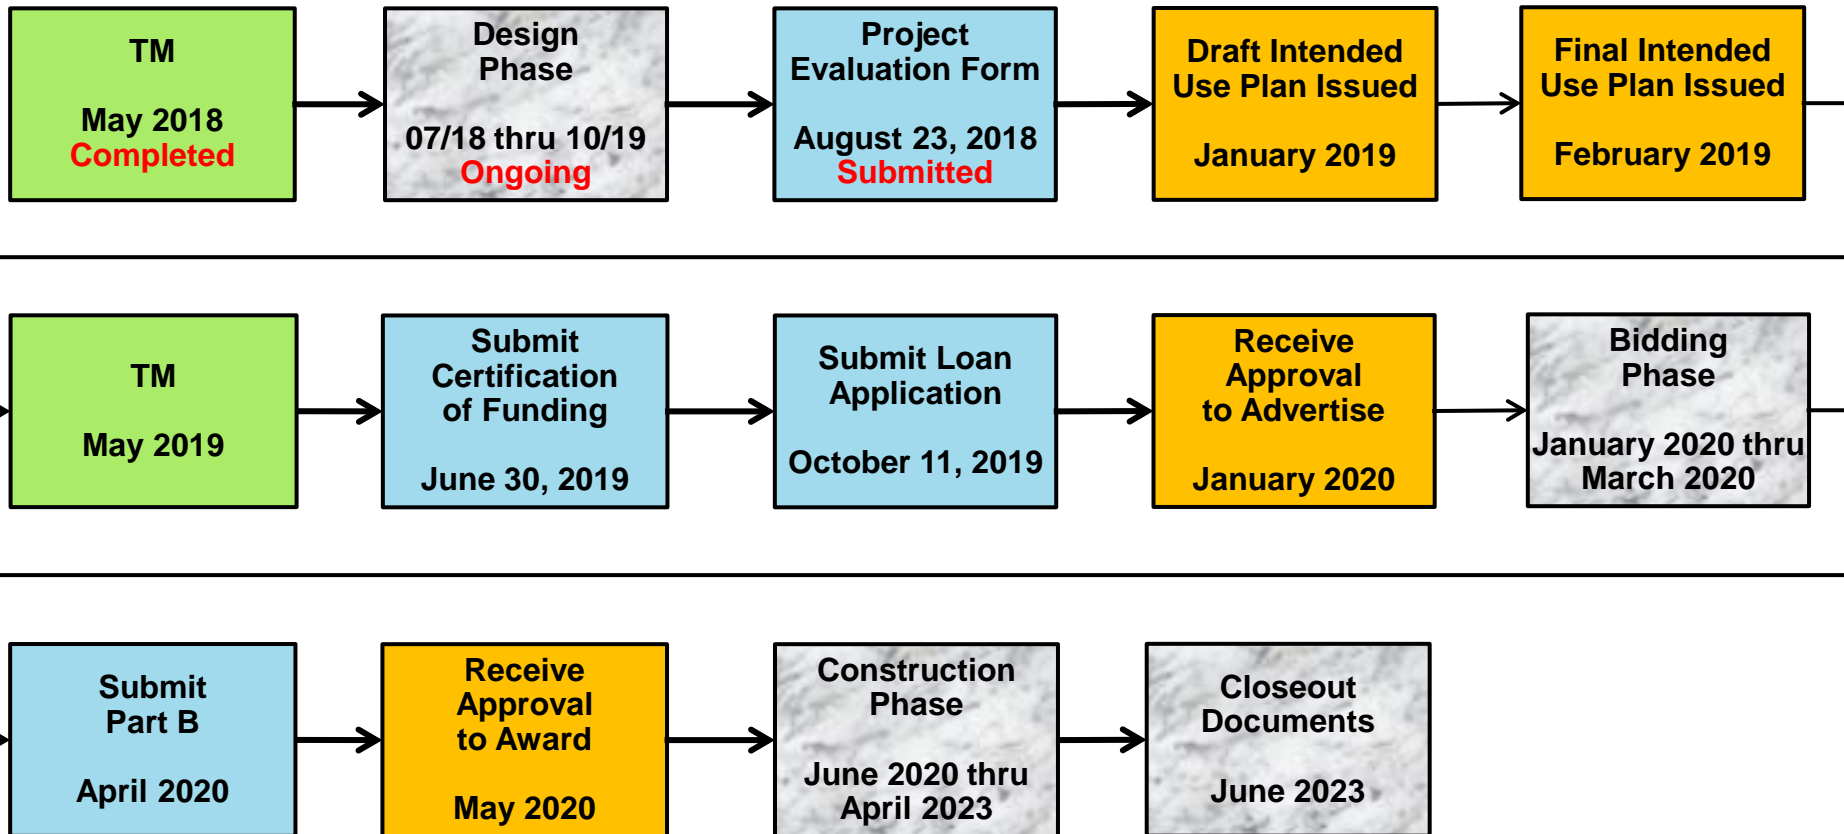 TM
May 2018
Completed
Design
Phase
07/18 thru 10/19
Ongoing
Project
Evaluation Form
August 23, 2018
Submitted
Draft Intended
Use Plan Issued
January 2019
Final Intended
Use Plan Issued
February 2019
TM
May 2019
Submit
Certification
of Funding
June 30, 2019
Submit Loan
Application
October 11, 2019
Receive
Approval
to Advertise
January 2020
Bidding
Phase
January 2020 thru
March 2020
Submit
Part B
April 2020
Receive
Approval
to Award
May 2020
Construction
Phase
June 2020 thru
April 2023
Closeout
Documents
June 2023